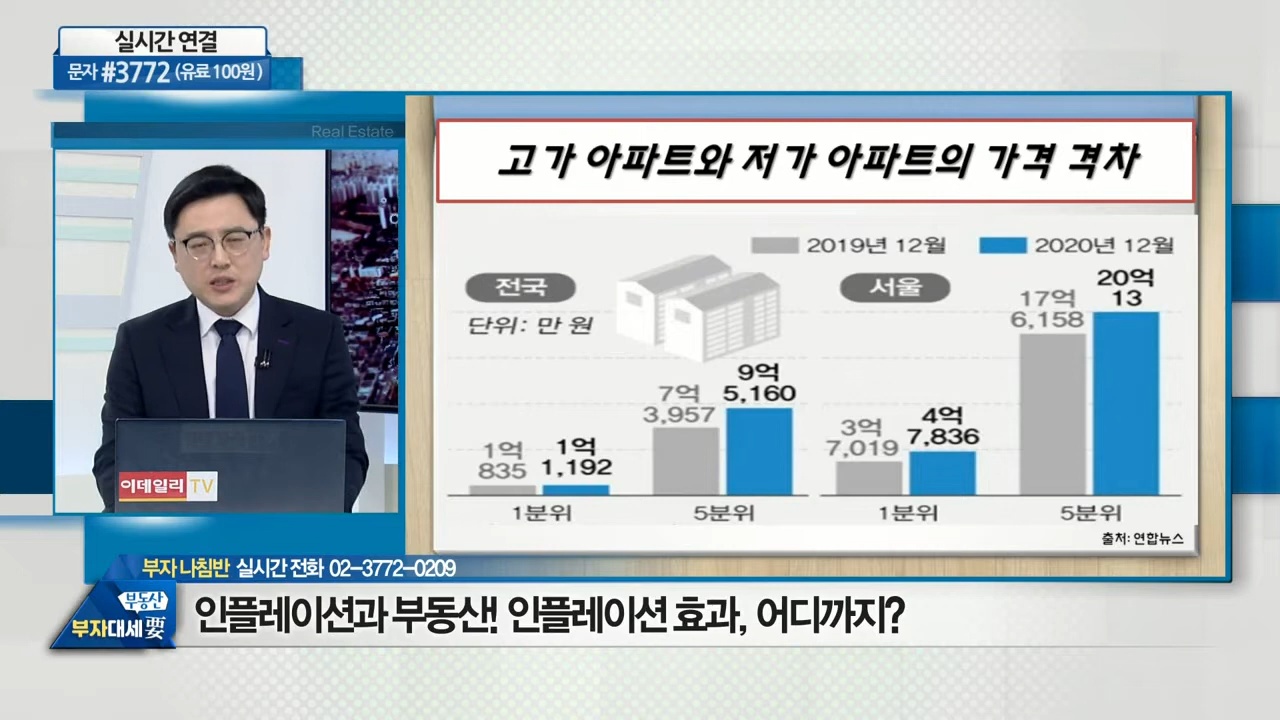 실시간 연결
문자 #3772 (유료 100원)
Real Estate
고가 아파트와 저가 아파트의 가격 격차
2019년 12월 2020년 12월
전국
단위: 만 원
1억
835
1억
1,192
1분위
7억
3,957
9억
5,160
5분위
서울
3억
7,019
4억
7,836
1분위
17억
6,158
20억
13
5분위
출처: 연합뉴스
이데일리 TV
부자 나침반 실시간 전화 02-3772-0209
부동산
부자대세 要
인플레이션과 부동산! 인플레이션 효과, 어디까지?